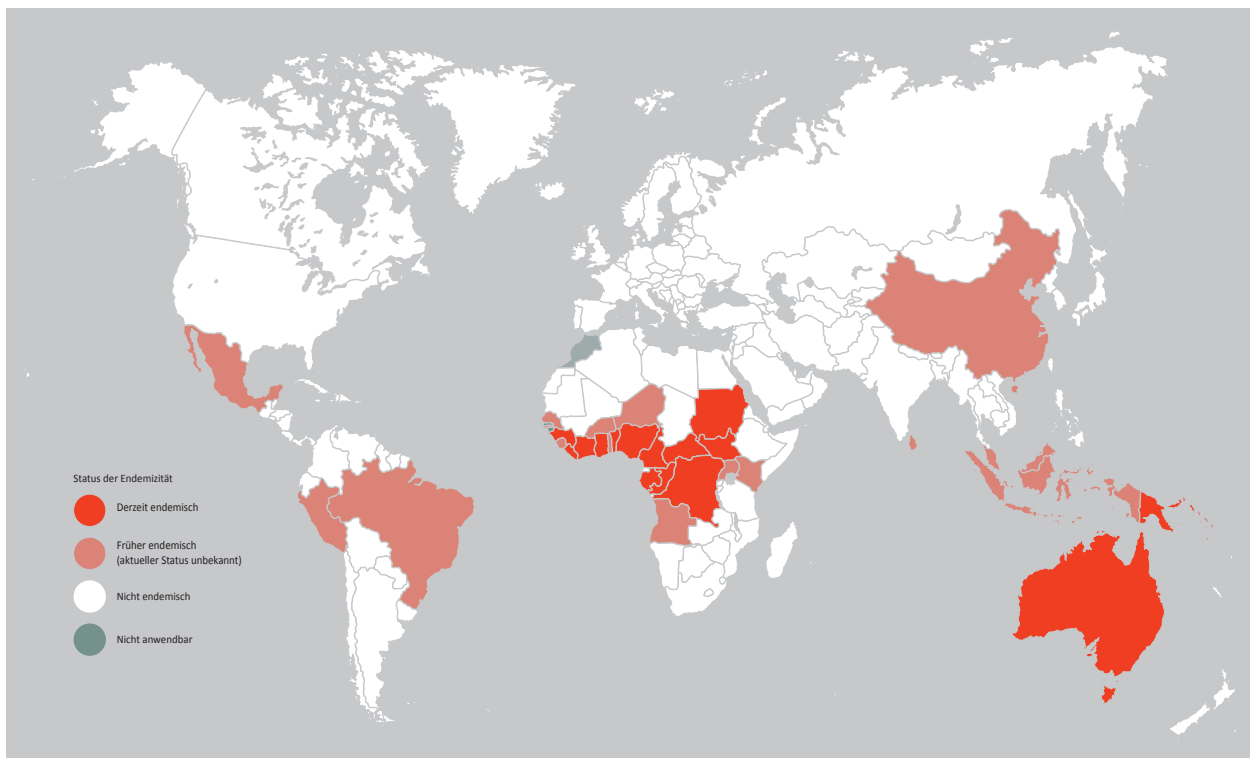 Status der Endemizität
Derzeit endemisch
Früher endemisch
(aktueller Status unbekannt)
Nicht endemisch
Nicht anwendbar